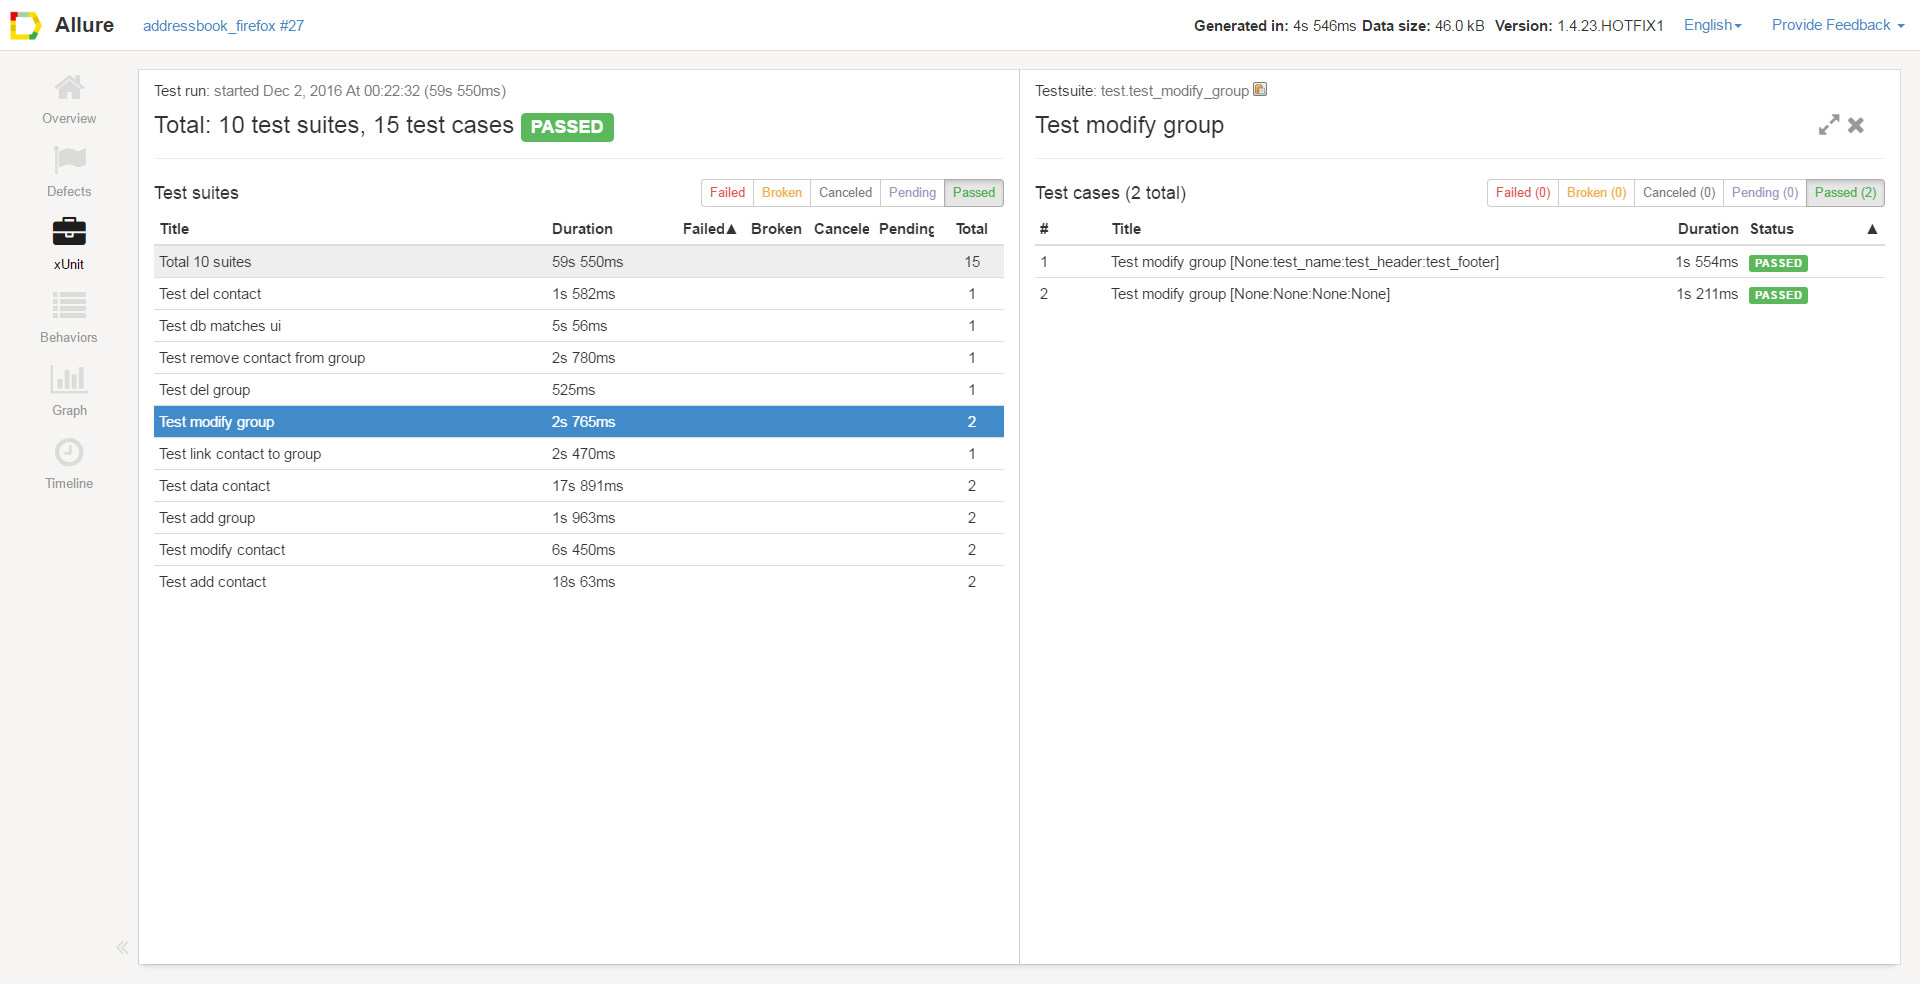 Allure addressbook_firefox #27 Generated in: 4s 546ms Data size: 46.0 kB Version: 1.4.23.HOTFIX1 English Provide Feedback
Overview
Defects
xUnit
Behaviors
Graph
Timeline
Test run: started Dec 2, 2016 At 00:22:32 (59s 550ms)
Total: 10 test suites, 15 test cases PASSED
Test suites Failed Broken Canceled Pending Passed
Title Duration Failed▲ Broken Cancele Pending Total
Total 10 suites 59s 550ms 15
Test del contact 1s 582ms 1
Test db matches ui 5s 56ms 1
Test remove contact from group 2s 780ms 1
Test del group 525ms 1
Test modify group 2s 765ms 2
Test link contact to group 2s 470ms 1
Test data contact 17s 891ms 2
Test add group 1s 963ms 2
Test modify contact 6s 450ms 2
Test add contact 18s 63ms 2
Testsuite: test.test_modify_group
Test modify group
Test cases (2 total) Failed (0) Broken (0) Canceled (0) Pending (0) Passed (2)
# Title Duration Status ▲
1 Test modify group [None:test_name:test_header:test_footer] 1s 554ms PASSED
2 Test modify group [None:None:None:None] 1s 211ms PASSED